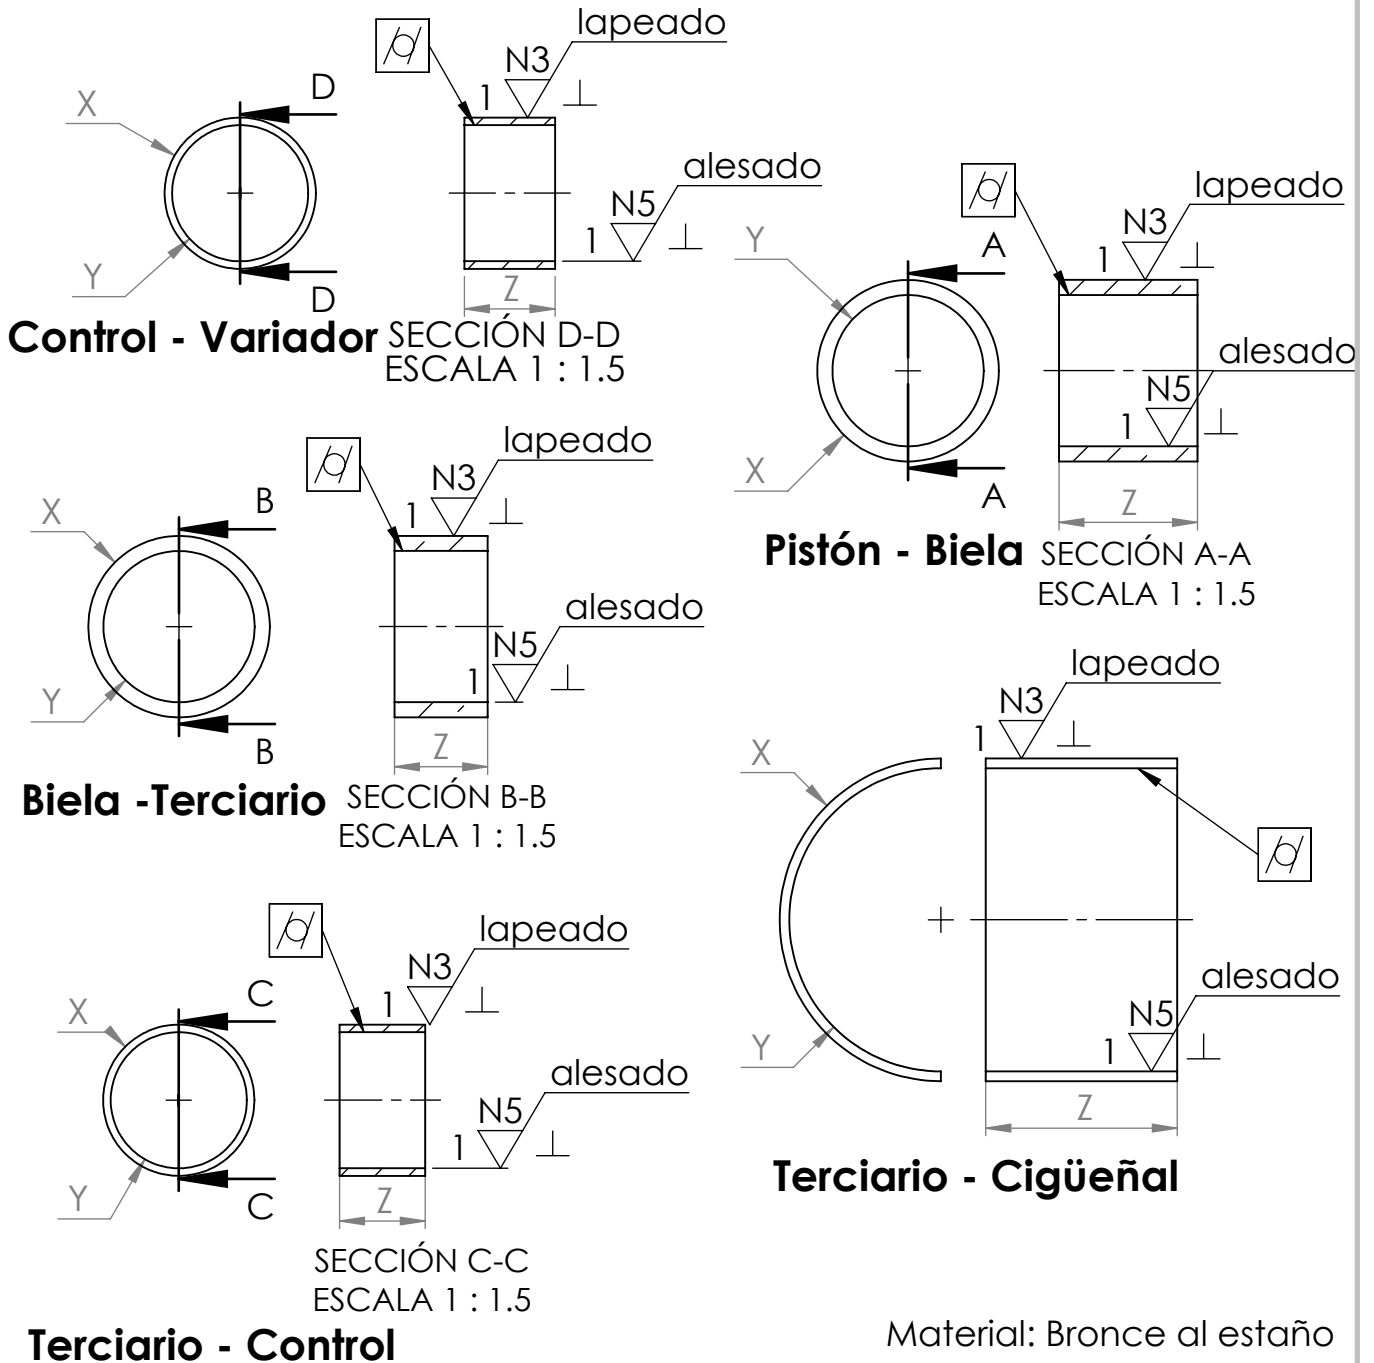 lapeado
N3
1
X
D
alesado
N5
1
Y
D
Z
Control - Variador
SECCIÓN D-D
ESCALA 1 : 1.5
lapeado
N3
1
Y
A
alesado
N5
1
X
A
Z
Pistón - Biela
SECCIÓN A-A
ESCALA 1 : 1.5
lapeado
N3
1
X
B
alesado
N5
1
Y
B
Z
Biela -Terciario
SECCIÓN B-B
ESCALA 1 : 1.5
lapeado
N3
1
X
alesado
N5
1
Y
Z
Terciario - Cigüeñal
lapeado
N3
1
X
C
alesado
N5
1
Y
C
Z
SECCIÓN C-C
ESCALA 1 : 1.5
Terciario - Control
Material: Bronce al estaño